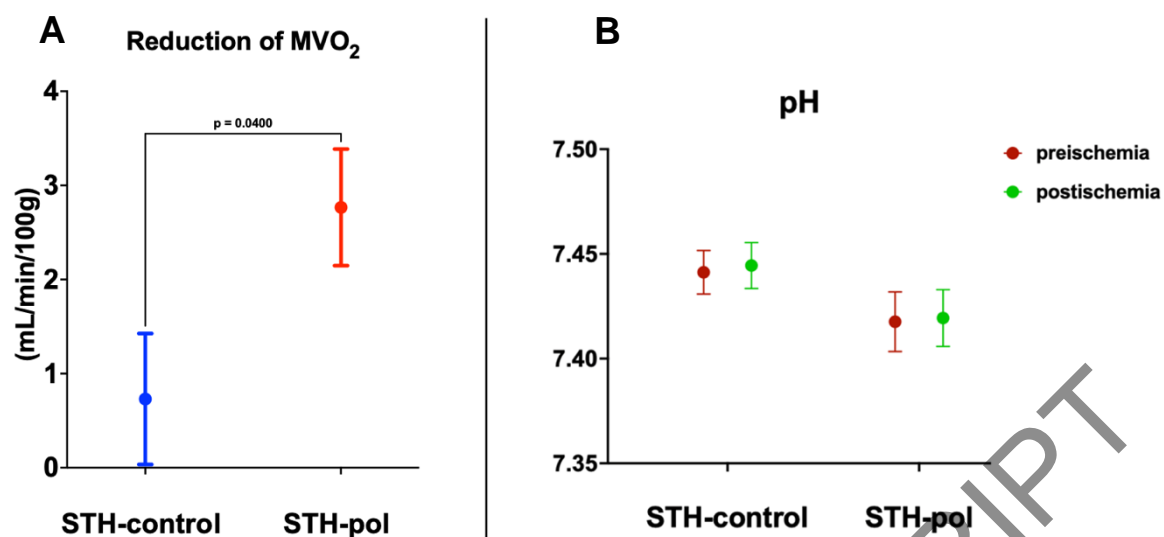 A
Reduction of MVO₂
4
3
2
1
0
(mL/min/100g)
p = 0.0400
STH-control STH-pol
B
pH
7.50
7.45
7.40
7.35
preischemia
postischemia
STH-control STH-pol
RIPT